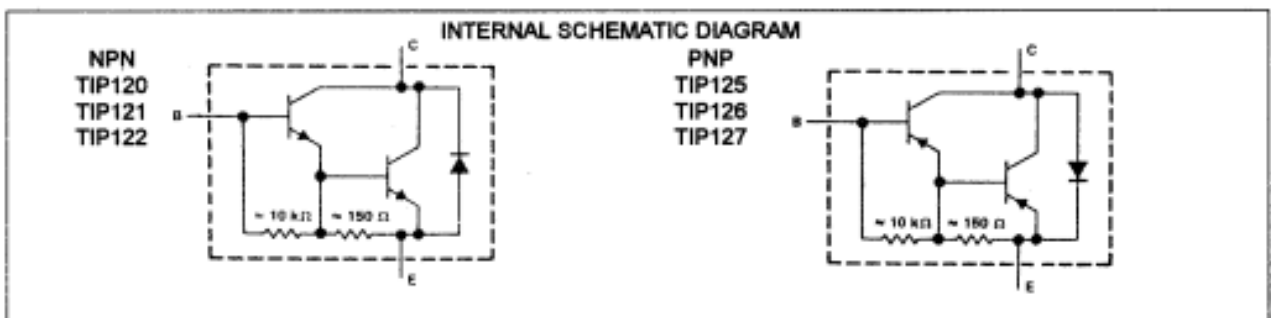 INTERNAL SCHEMATIC DIAGRAM
NPN
TIP120
TIP121
TIP122
C
B
≈ 10 kΩ
≈ 150 Ω
E
PNP
TIP125
TIP126
TIP127
C
B
≈ 10 kΩ
≈ 150 Ω
E